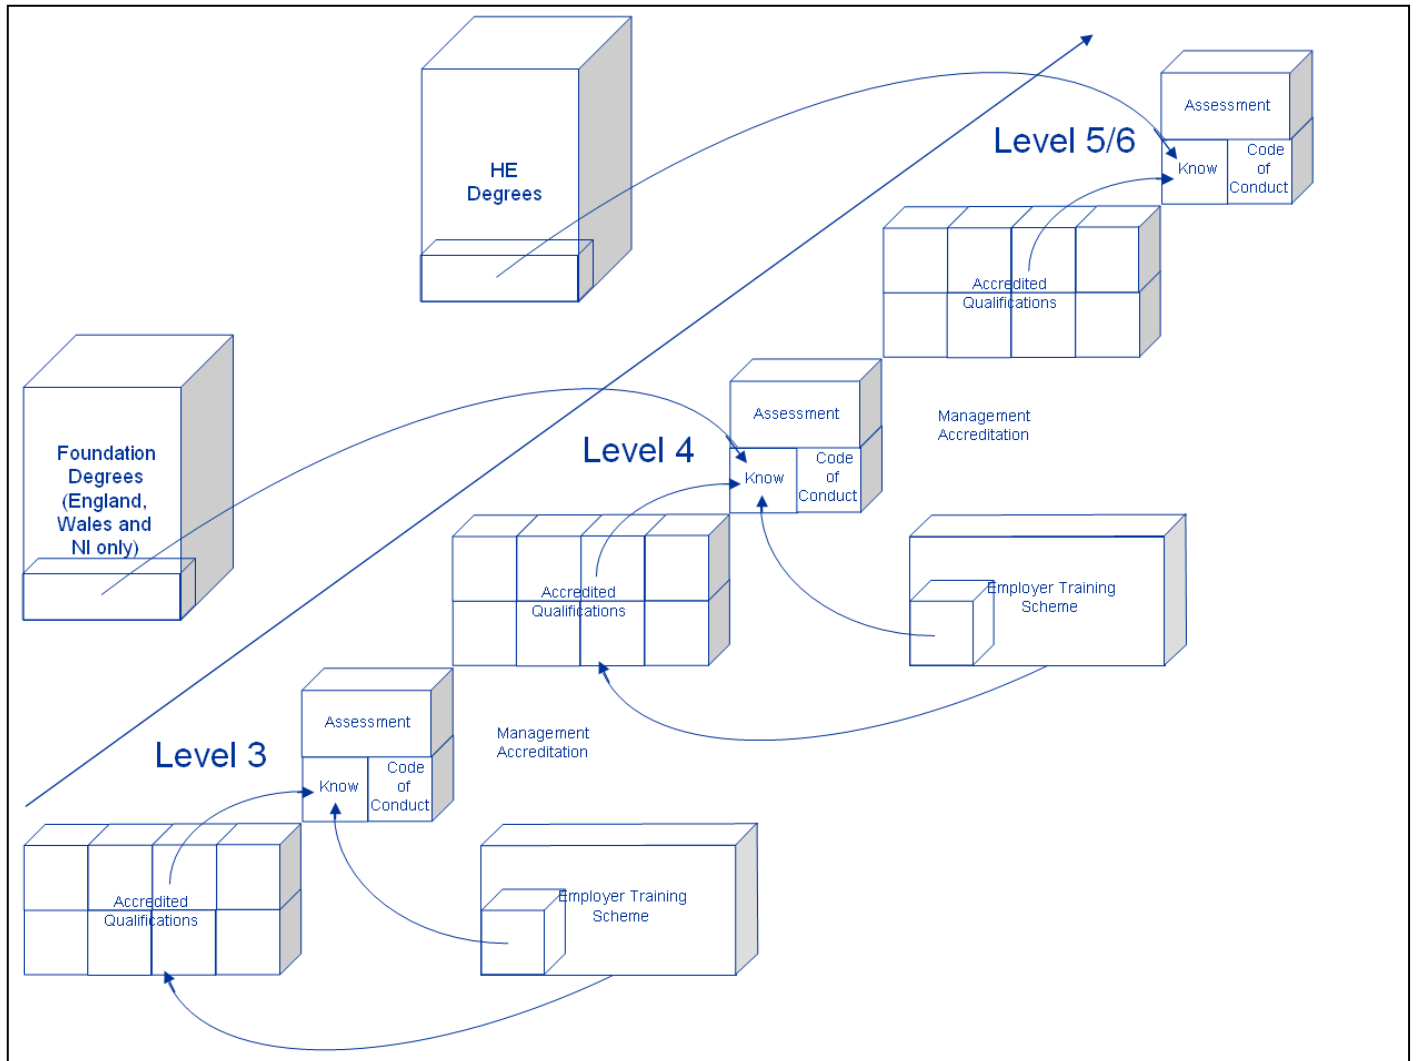 HE
Degrees
Level 5/6
Assessment
Know
Code
of
Conduct
Accredited
Qualifications
Foundation
Degrees
(England,
Wales and
NI only)
Level 4
Assessment
Know
Code
of
Conduct
Management
Accreditation
Accredited
Qualifications
Employer Training
Scheme
Level 3
Assessment
Know
Code
of
Conduct
Management
Accreditation
Accredited
Qualifications
Employer Training
Scheme